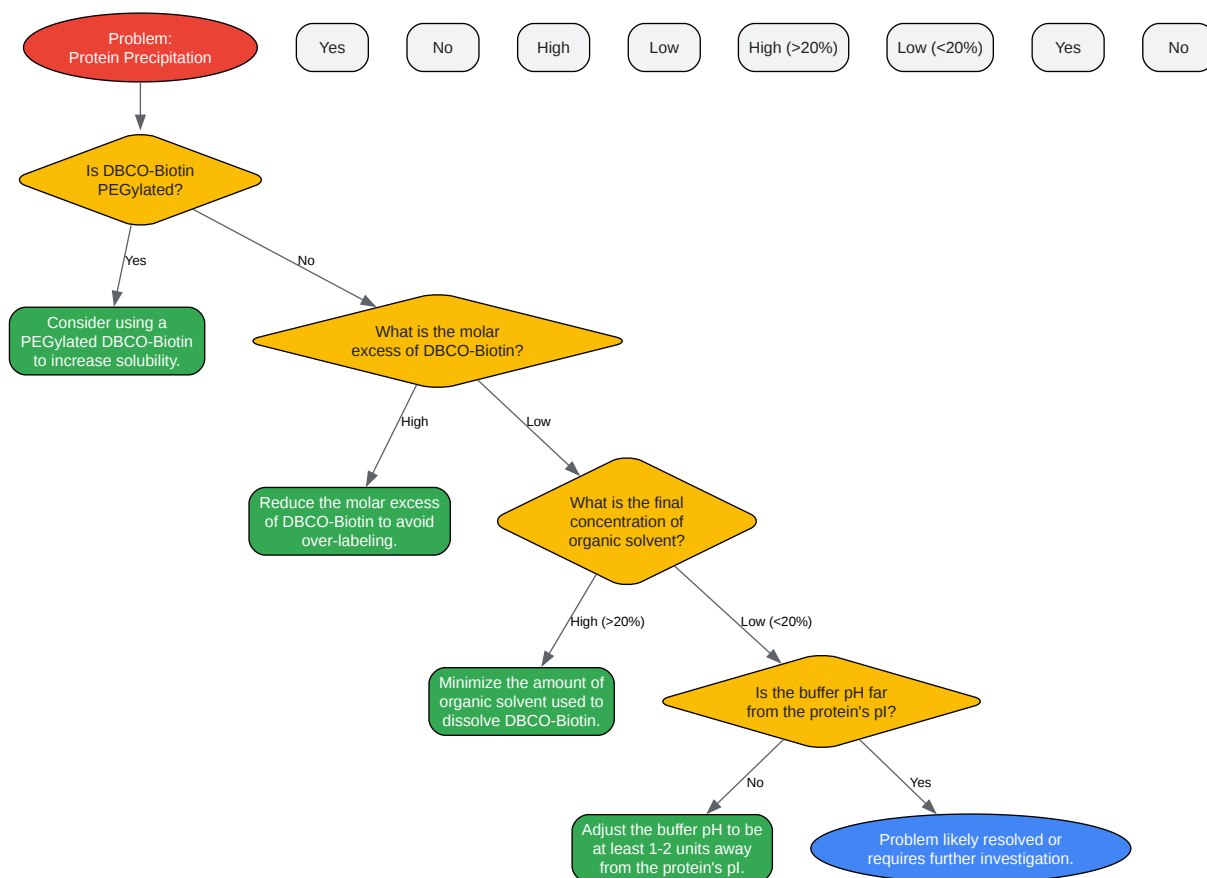 Problem:
Protein Precipitation
Yes
No
High
Low
High (>20%)
Low (<20%)
Yes
No
Is DBCO-Biotin
PEGylated?
Yes
No
Consider using a
PEGylated DBCO-Biotin
to increase solubility.
What is the molar
excess of DBCO-Biotin?
High
Low
Reduce the molar excess
of DBCO-Biotin to avoid
over-labeling.
What is the final
concentration of
organic solvent?
High (>20%)
Low (<20%)
Minimize the amount of
organic solvent used to
dissolve DBCO-Biotin.
Is the buffer pH far
from the protein's pI?
No
Yes
Adjust the buffer pH to be
at least 1-2 units away
from the protein's pI.
Problem likely resolved or
requires further investigation.